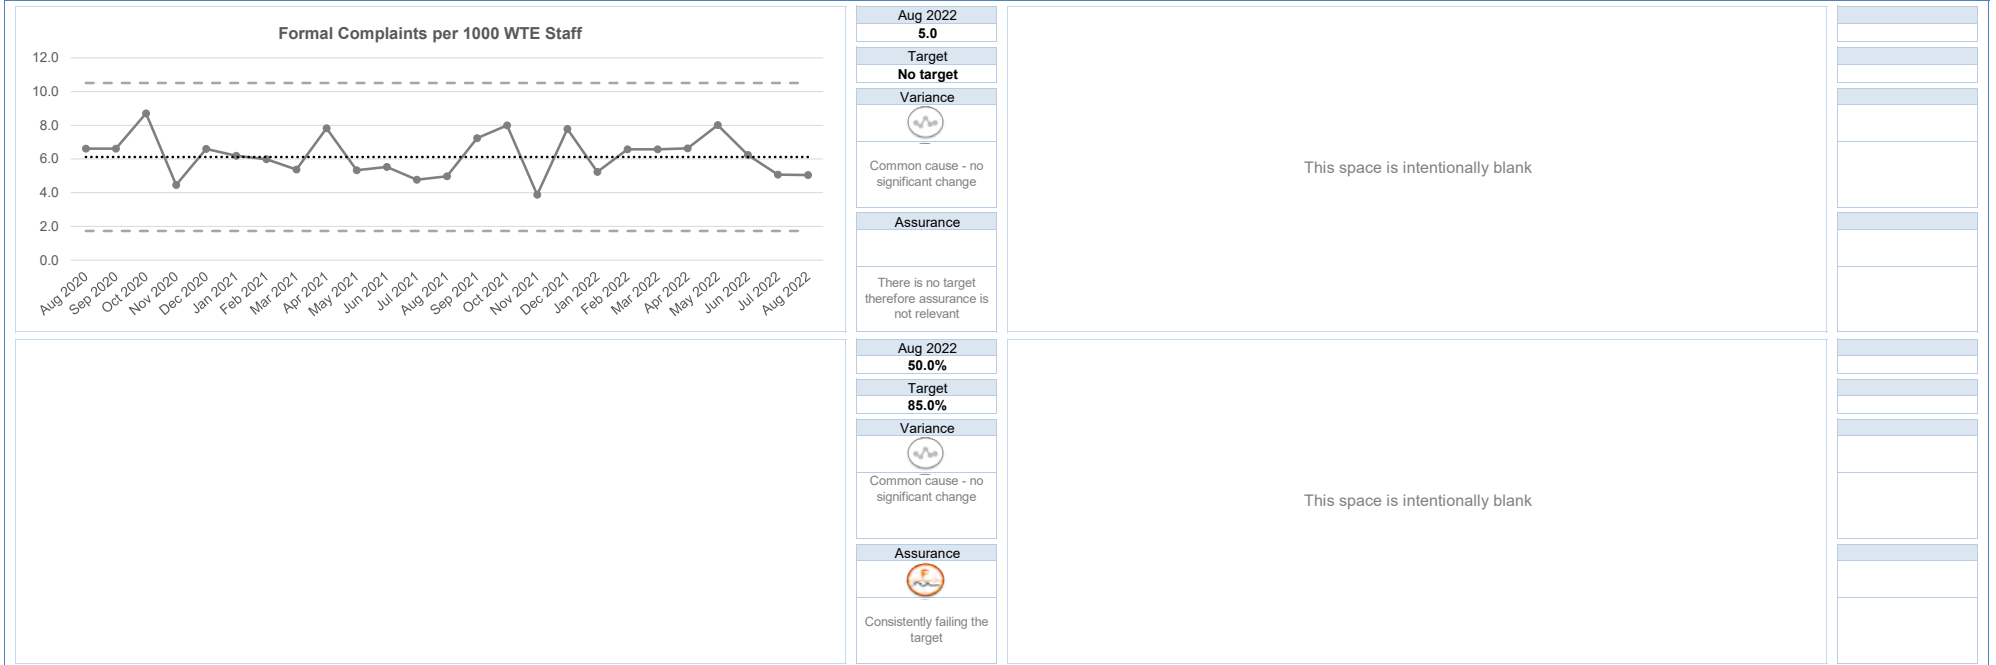 Formal Complaints per 1000 WTE Staff
12.0
10.0
8.0
6.0
4.0
2.0
0.0
Aug 2020
Sep 2020
Oct 2020
Nov 2020
Dec 2020
Jan 2021
Feb 2021
Mar 2021
Apr 2021
May 2021
Jun 2021
Jul 2021
Aug 2021
Sep 2021
Oct 2021
Nov 2021
Dec 2021
Jan 2022
Feb 2022
Mar 2022
Apr 2022
May 2022
Jun 2022
Jul 2022
Aug 2022
Aug 2022
5.0
Target
No target
Variance
Common cause - no
significant change
Assurance
There is no target
therefore assurance is
not relevant
This space is intentionally blank
Aug 2022
50.0%
Target
85.0%
Variance
Common cause - no
significant change
Assurance
F
Consistently failing the
target
This space is intentionally blank